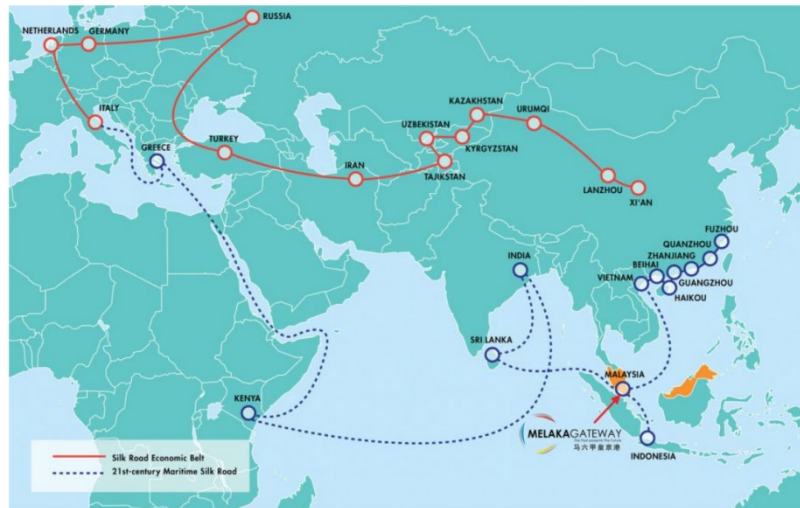 RUSSIA
NETHERLANDS
GERMANY
ITALY
GREECE
TURKEY
IRAN
UZBEKISTAN
KAZAKHSTAN
KYRGYZSTAN
TAJIKSTAN
URUMQI
LANZHOU
XI'AN
FUZHOU
QUANZHOU
ZHANJIANG
BEIHAI
GUANGZHOU
HAIKOU
VIETNAM
INDIA
SRI LANKA
MALAYSIA
KENYA
MELAKAGATEWAY
马六甲皇京港
INDONESIA
Silk Road Economic Belt
21st-century Maritime Silk Road